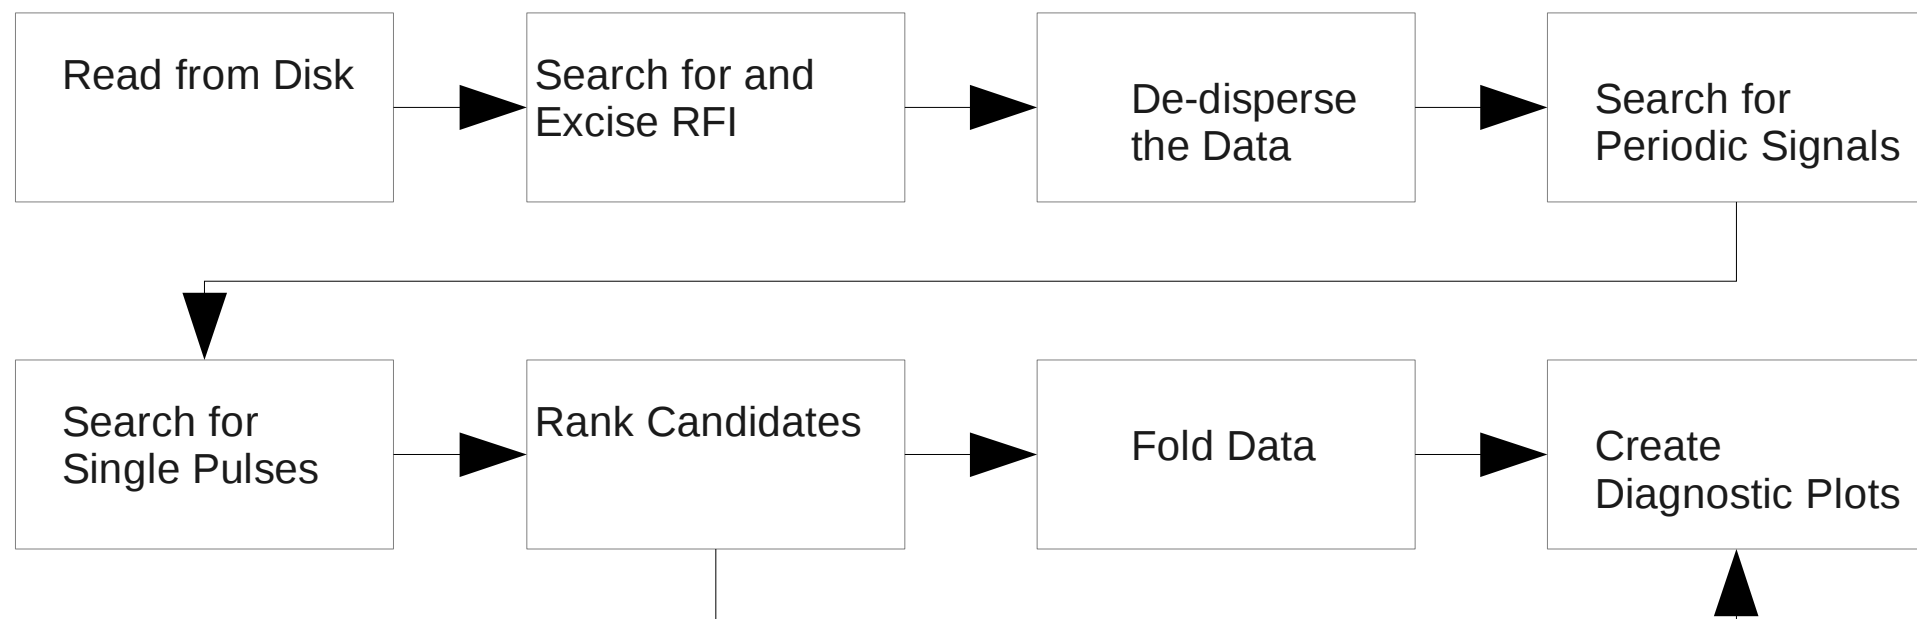 Read from Disk
Search for and
Excise RFI
De-disperse
the Data
Search for
Periodic Signals
Search for
Single Pulses
Rank Candidates
Fold Data
Create
Diagnostic Plots